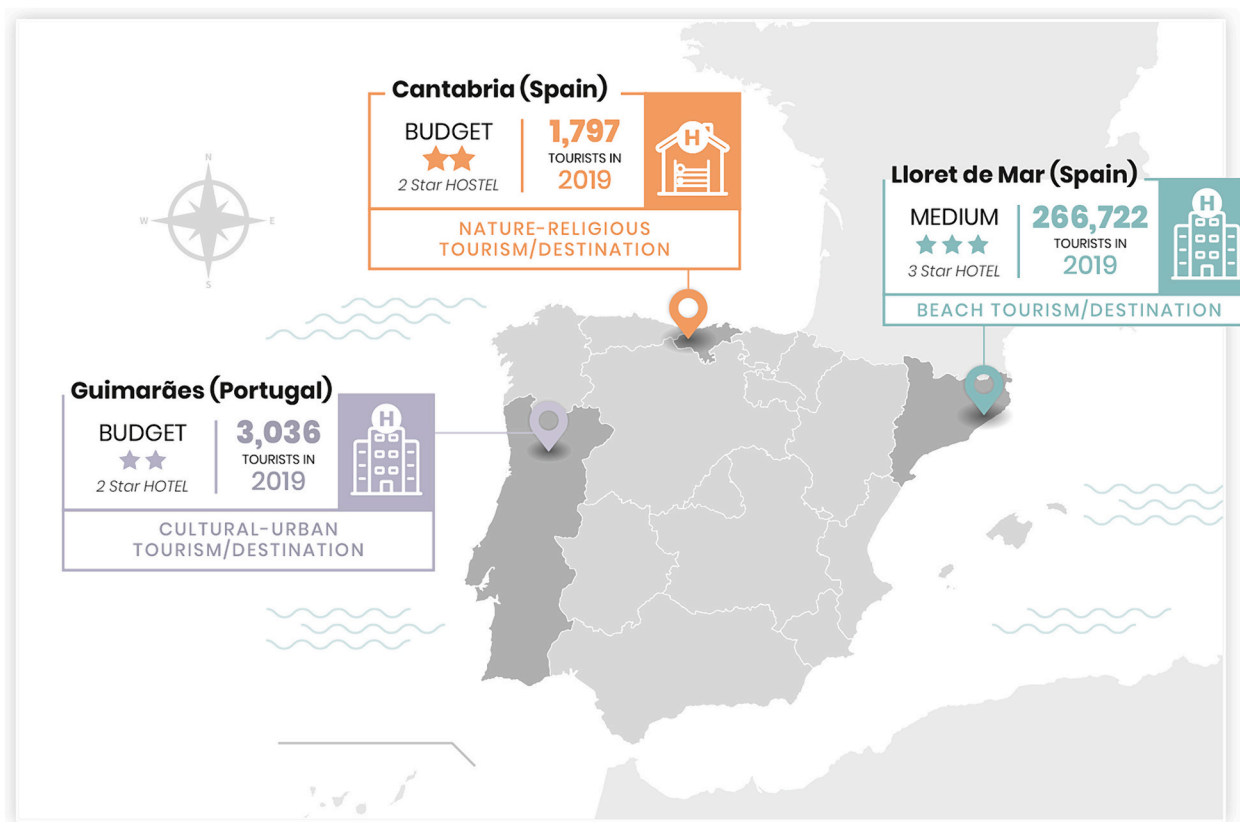 Cantabria (Spain)
BUDGET
2 Star HOSTEL
1,797
TOURISTS IN
2019
H
NATURE-RELIGIOUS
TOURISM/DESTINATION
Lloret de Mar (Spain)
MEDIUM
3 Star HOTEL
266,722
TOURISTS IN
2019
H
BEACH TOURISM/DESTINATION
N
W
E
S
Guimarães (Portugal)
BUDGET
2 Star HOTEL
3,036
TOURISTS IN
2019
H
CULTURAL-URBAN
TOURISM/DESTINATION